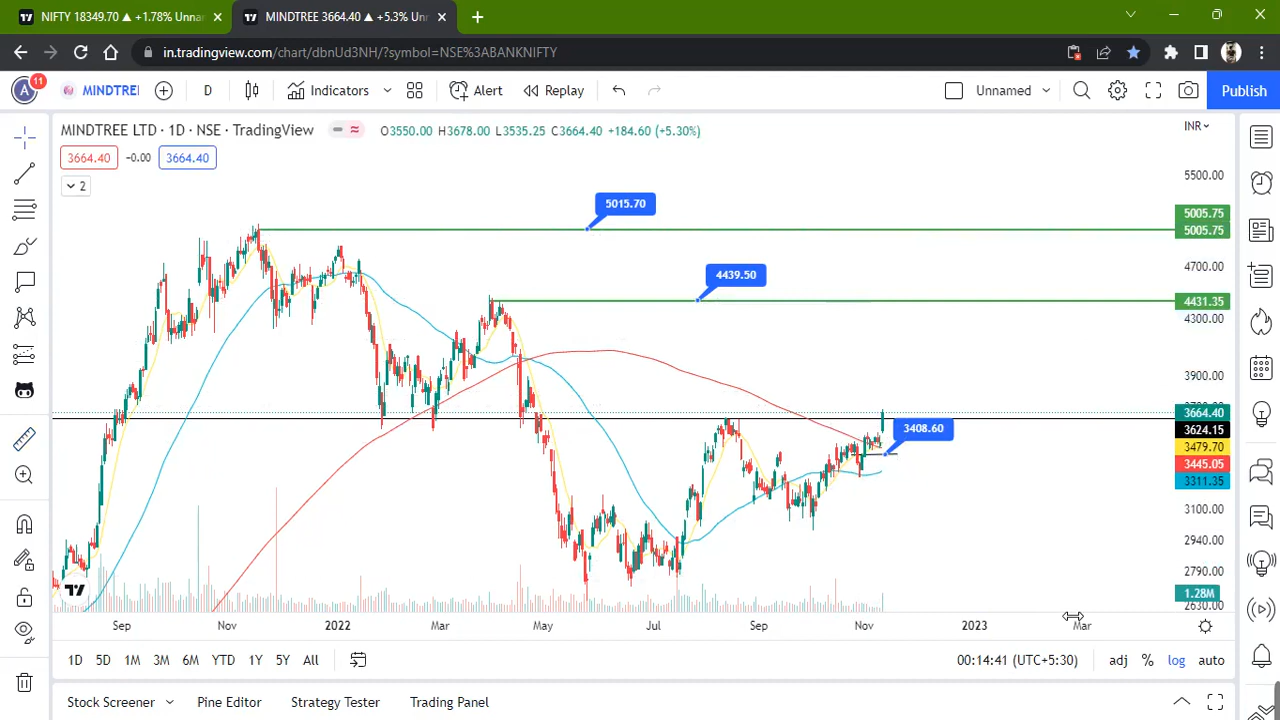 NIFTY 18349.70 ▲ +1.78% Unna
MINDTREE 3664.40 ▲ +5.3% Unn
in.tradingview.com/chart/dbnUd3NH/?symbol=NSE%3ABANKNIFTY
A 11 MINDTREE D Indicators Alert Replay Unnamed Publish
MINDTREE LTD · 1D · NSE · TradingView O3550.00 H3678.00 L3535.25 C3664.40 +184.60 (+5.30%) INR
3664.40 -0.00 3664.40
2
5500.00
5015.70
5005.75
5005.75
4700.00
4439.50
4431.35
4300.00
3900.00
3664.40
3408.60
3624.15
3479.70
3445.05
3311.35
3100.00
2940.00
2790.00
1.28M
2630.00
Sep Nov 2022 Mar May Jul Sep Nov 2023 Mar
1D 5D 1M 3M 6M YTD 1Y 5Y All 00:14:41 (UTC+5:30) adj % log auto
Stock Screener Pine Editor Strategy Tester Trading Panel